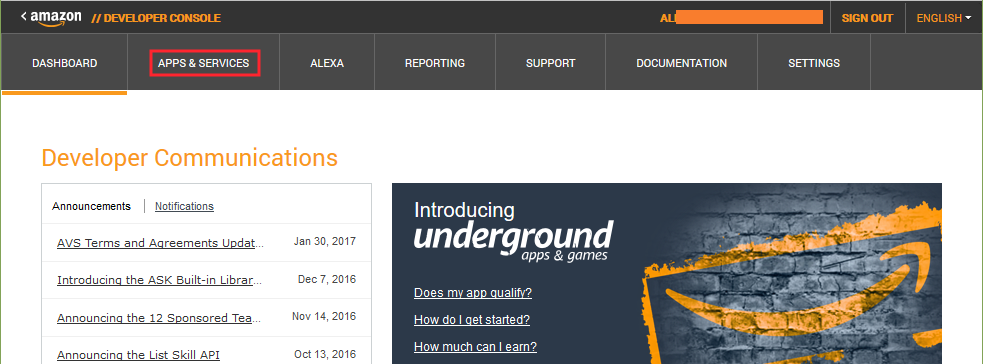 < amazon // DEVELOPER CONSOLE SIGN OUT ENGLISH
DASHBOARD APPS & SERVICES ALEXA REPORTING SUPPORT DOCUMENTATION SETTINGS
Developer Communications
Announcements Notifications
AVS Terms and Agreements Updat... Jan 30, 2017
Introducing the ASK Built-in Librar... Dec 7, 2016
Announcing the 12 Sponsored Tea... Nov 14, 2016
Announcing the List Skill API Oct 13, 2016
Introducing
underground
apps & games
Does my app qualify?
How do I get started?
How much can I earn?